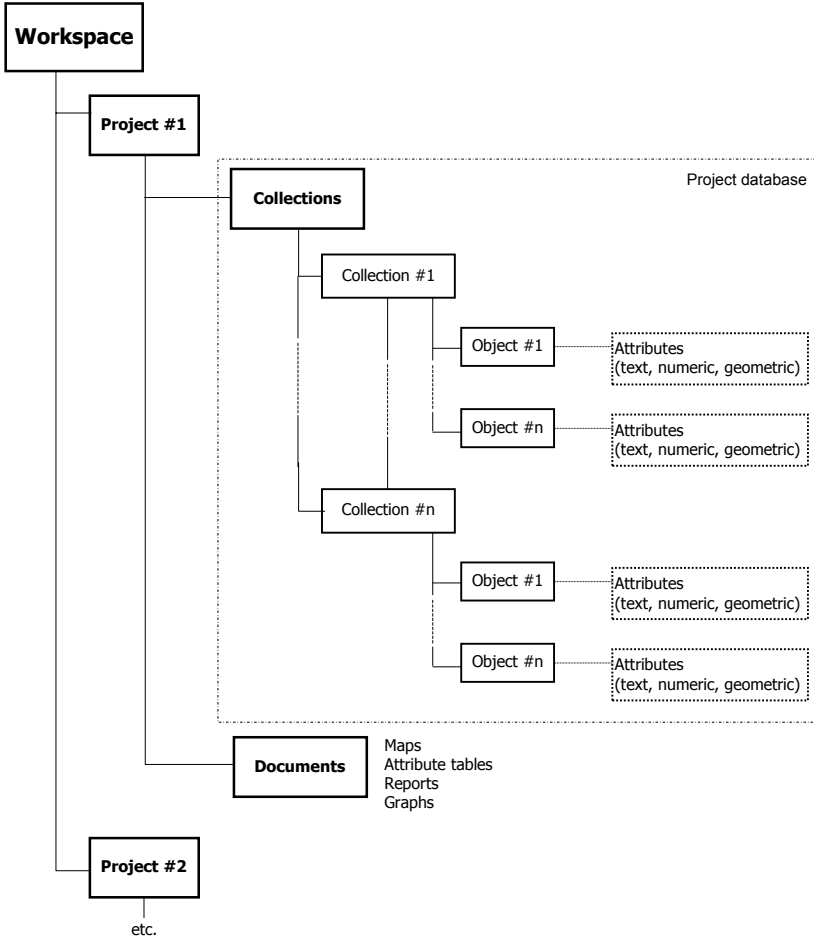 Workspace
Project #1
Project database
Collections
Collection #1
Object #1
Attributes
(text, numeric, geometric)
Object #n
Attributes
(text, numeric, geometric)
Collection #n
Object #1
Attributes
(text, numeric, geometric)
Object #n
Attributes
(text, numeric, geometric)
Documents
Maps
Attribute tables
Reports
Graphs
Project #2
etc.